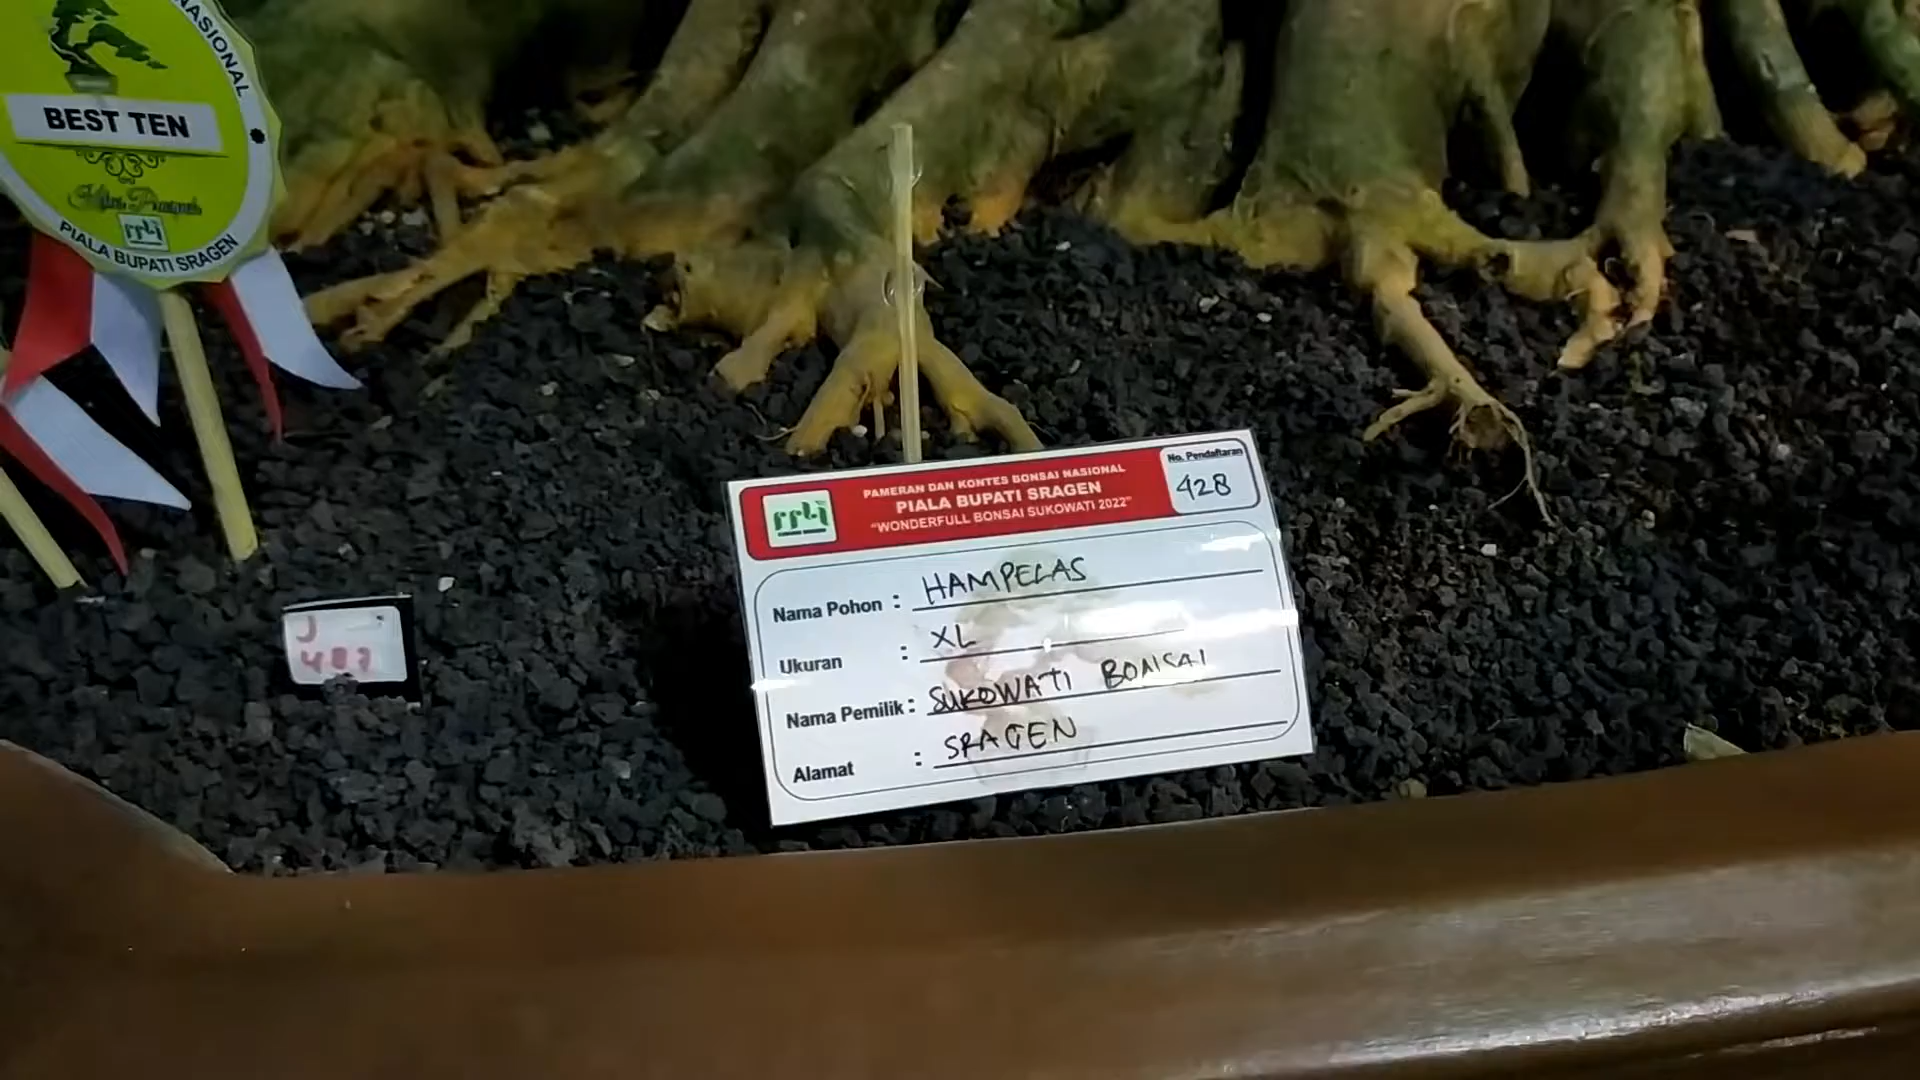 NASIONAL
BEST TEN
PIALA BUPATI SRAGEN
PAMERAN DAN KONTES BONSAI NASIONAL
PIALA BUPATI SRAGEN
"WONDERFULL BONSAI SUKOWATI 2022"
No. Pendaftaran
428
Nama Pohon : HAMPELAS
Ukuran : XL
Nama Pemilik : SUKOWATI BONSAI
Alamat : SRAGEN